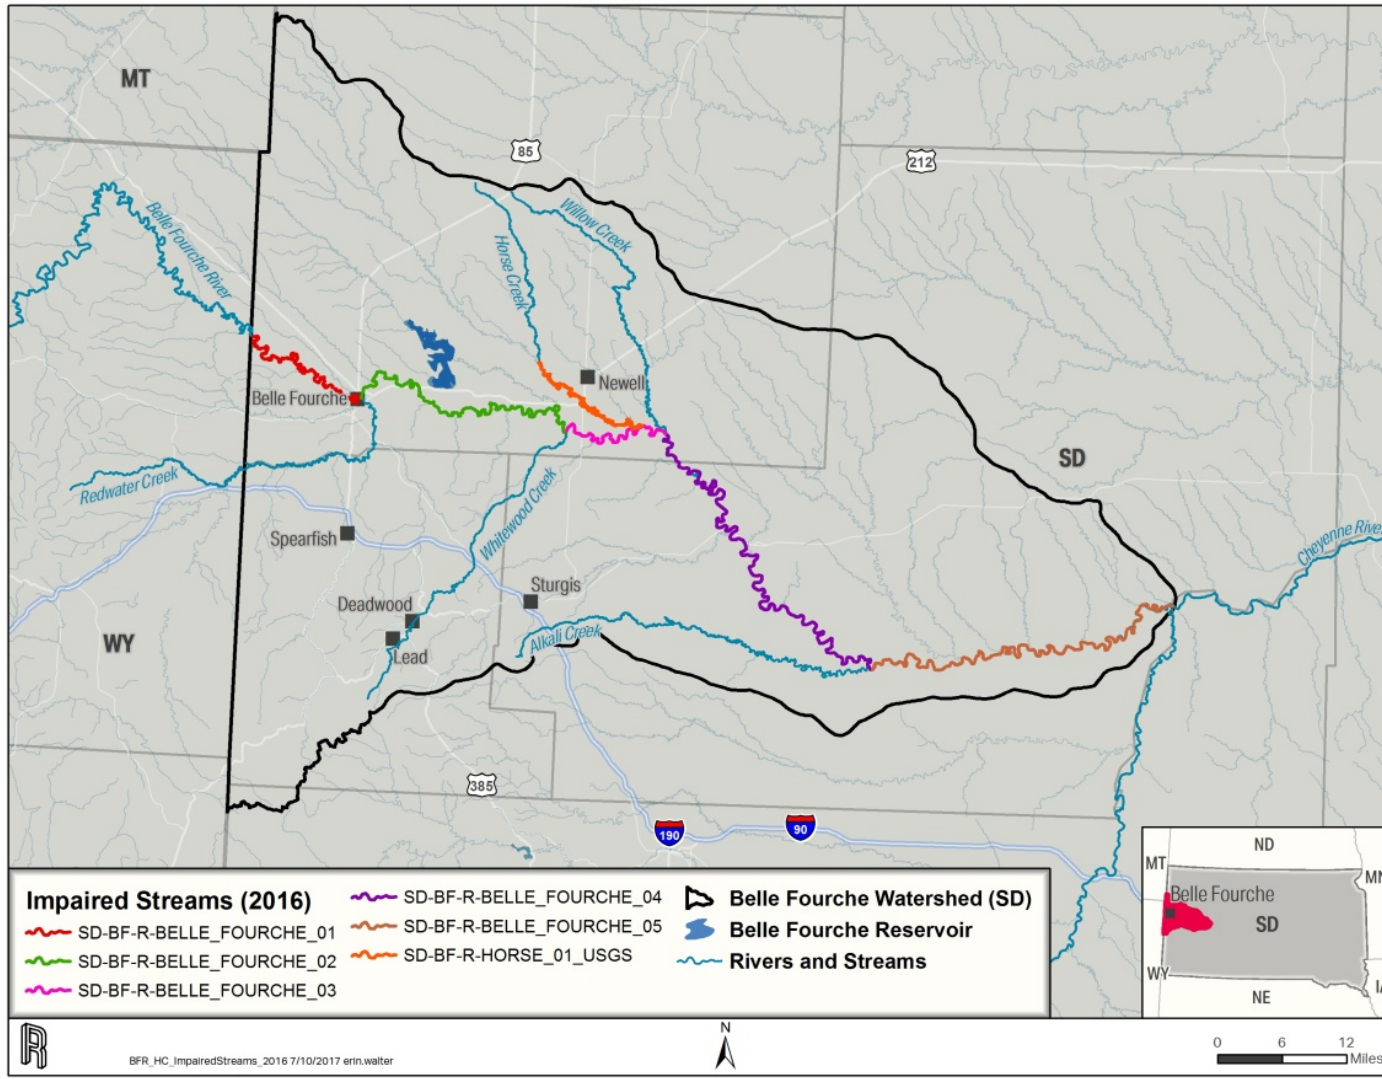 MT
85
212
Belle Fourche River
Horse Creek
Willow Creek
Belle Fourche
Newell
Redwater Creek
SD
Whitewood Creek
Spearfish
Cheyenne River
Sturgis
Deadwood
Alkali Creek
WY
Lead
385
190
90
Impaired Streams (2016)
SD-BF-R-BELLE_FOURCHE_01
SD-BF-R-BELLE_FOURCHE_02
SD-BF-R-BELLE_FOURCHE_03
SD-BF-R-BELLE_FOURCHE_04
SD-BF-R-BELLE_FOURCHE_05
SD-BF-R-HORSE_01_USGS
Belle Fourche Watershed (SD)
Belle Fourche Reservoir
Rivers and Streams
ND
MT
MN
Belle Fourche
SD
WY
NE
IA
R
BFR_HC_ImpairedStreams_2016 7/10/2017 erin.walter
N
0 6 12
Miles